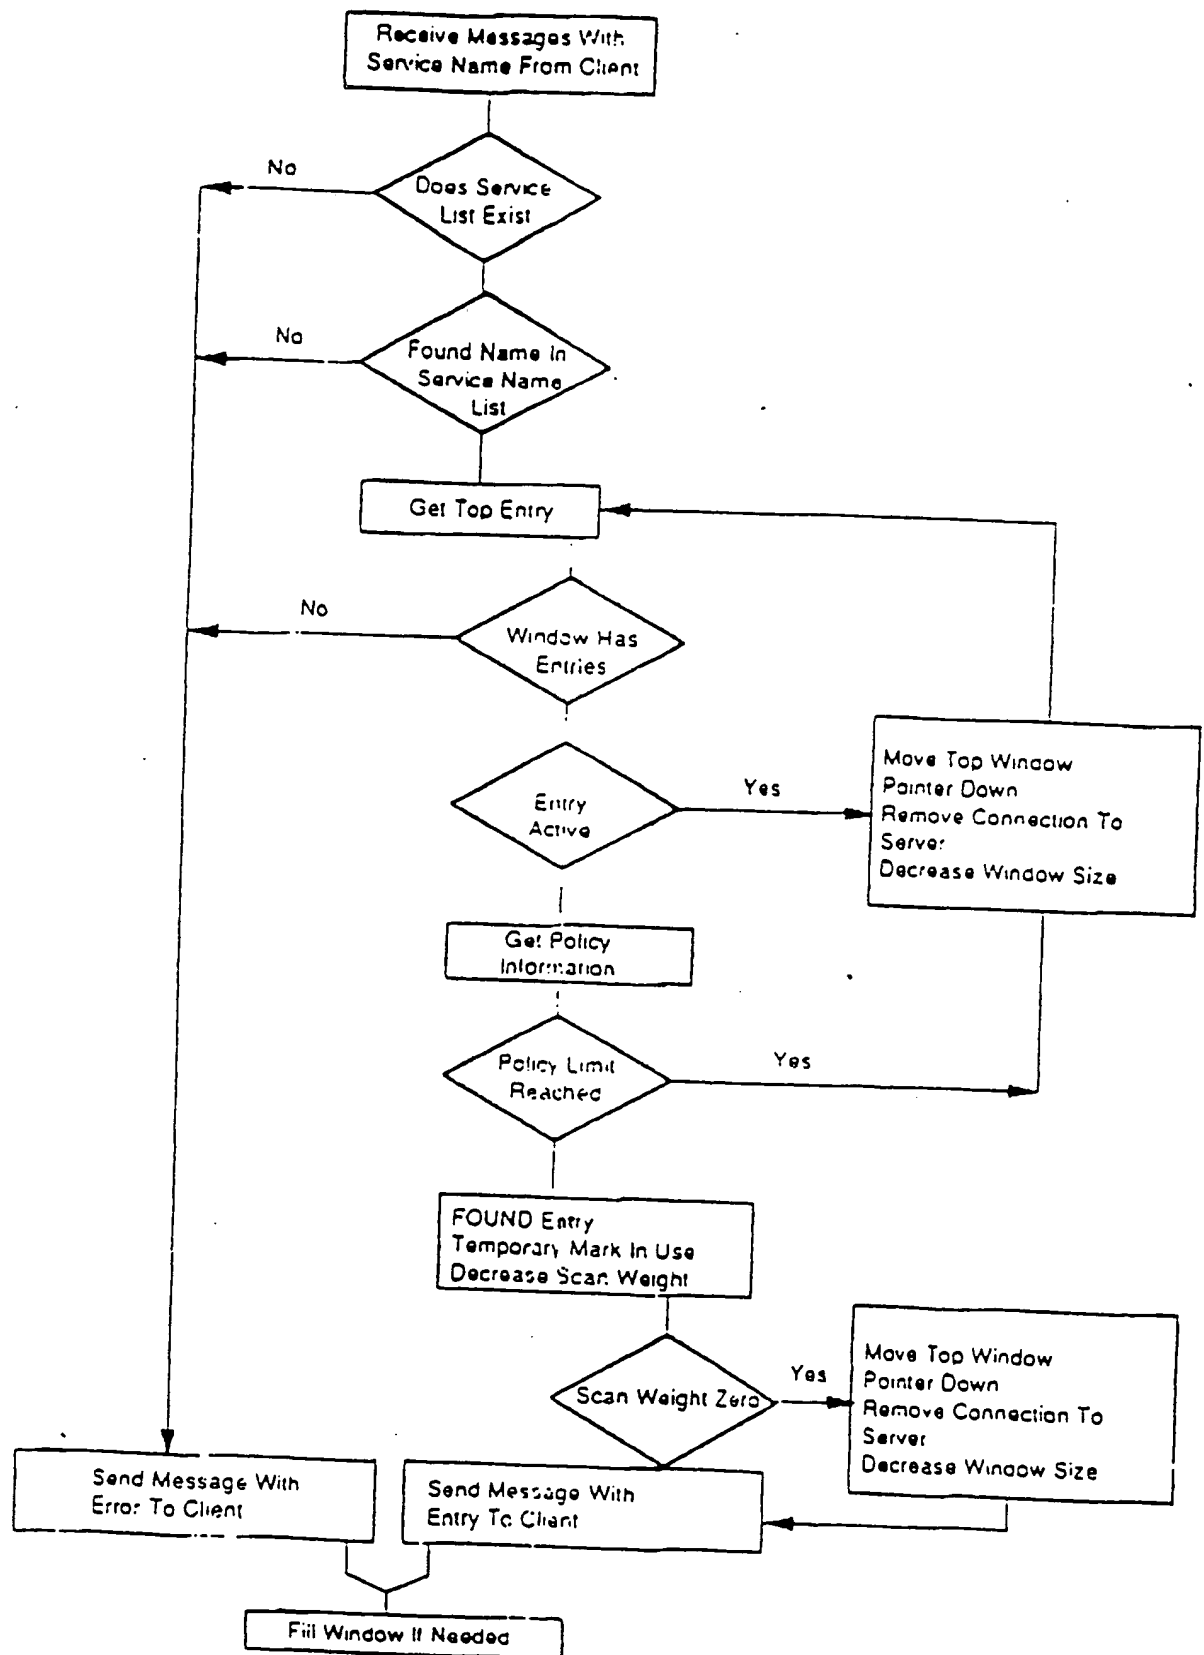 Receive Messages With
Service Name From Client
No
Does Service
List Exist
No
Found Name In
Service Name
List
Get Top Entry
No
Window Has
Entries
Move Top Window
Pointer Down
Remove Connection To
Server.
Decrease Window Size
Yes
Entry
Active
Get Policy
Information
Policy Limit
Reached
Yes
FOUND Entry
Temporary Mark In Use
Decrease Scan Weight
Scan Weight Zero
Yes
Move Top Window
Pointer Down
Remove Connection To
Server
Decrease Window Size
Send Message With
Error To Client
Send Message With
Entry To Client
Fill Window If Needed